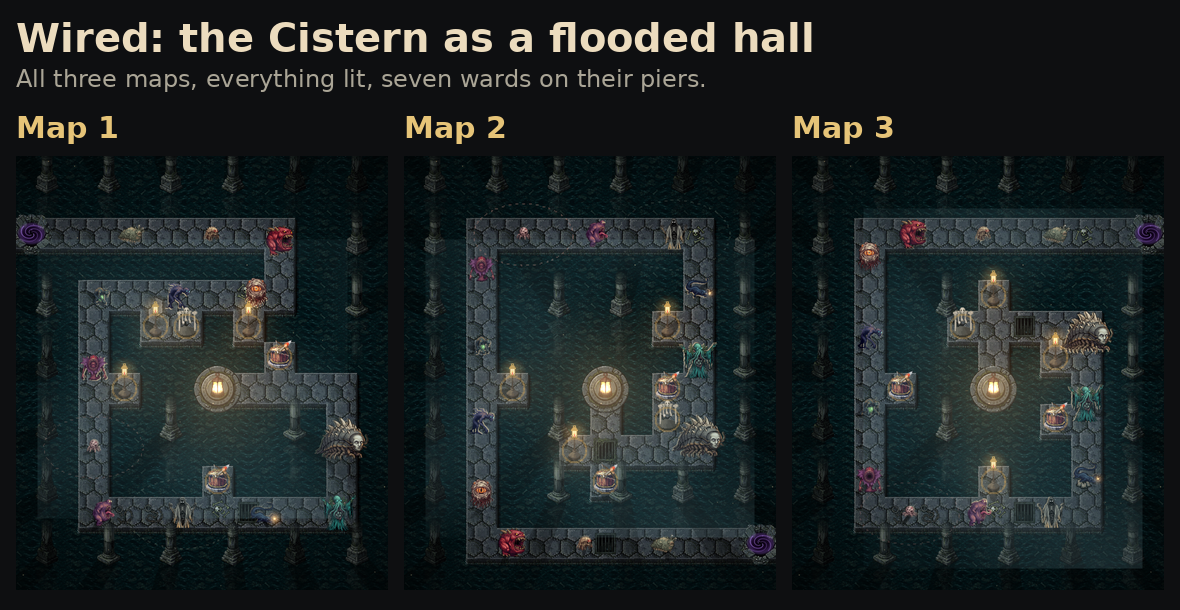 Wired: the Cistern as a flooded hall
All three maps, everything lit, seven wards on their piers.
Map 1
Map 2
Map 3